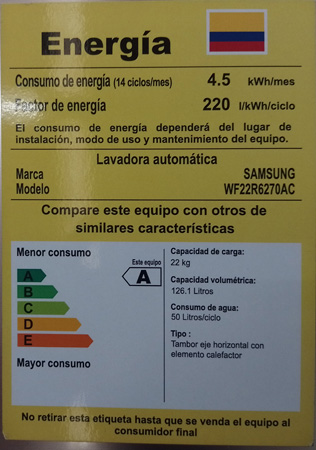 Energía
Consumo de energía (14 ciclos/mes) 4.5 kWh/mes
Factor de energía 220 l/kWh/ciclo
El consumo de energía dependerá del lugar de
instalación, modo de uso y mantenimiento del equipo.
Lavadora automática
Marca SAMSUNG
Modelo WF22R6270AC
Compare este equipo con otros de
similares características
Menor consumo
Este equipo
A
A
B
C
D
E
Mayor consumo
Capacidad de carga:
22 kg
Capacidad volumétrica:
126.1 Litros
Consumo de agua:
50 Litros/ciclo
Tipo :
Tambor eje horizontal con
elemento calefactor
No retirar esta etiqueta hasta que se venda el equipo al
consumidor final